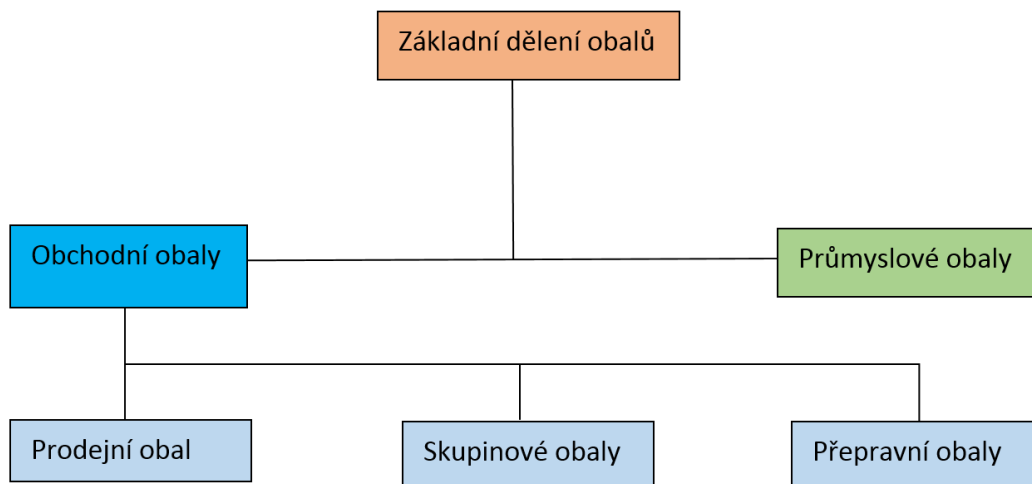 Základní dělení obalů
Obchodní obaly
Průmyslové obaly
Prodejní obal
Skupinové obaly
Přepravní obaly